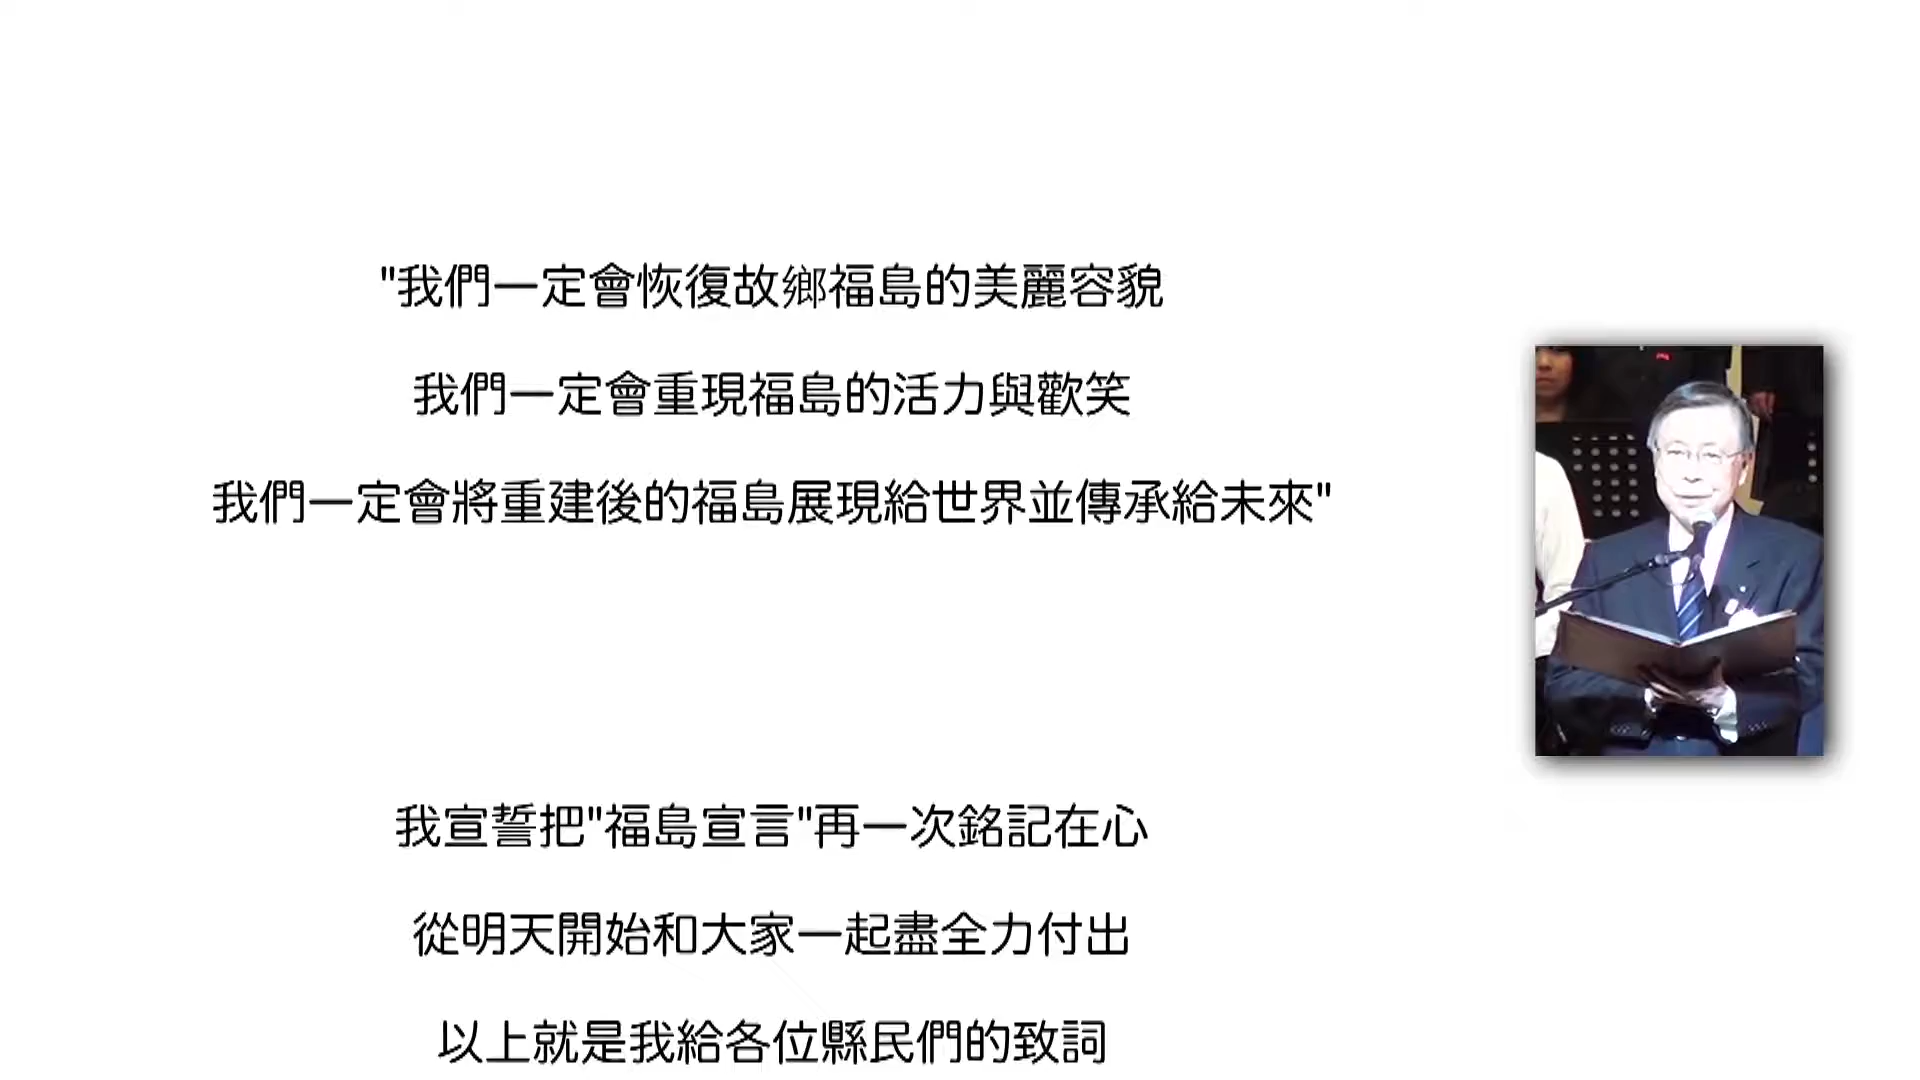 "我們一定會恢復故鄉福島的美麗容貌
我們一定會重現福島的活力與歡笑
我們一定會將重建後的福島展現給世界並傳承給未來"
我宣誓把"福島宣言"再一次銘記在心
從明天開始和大家一起盡全力付出
以上就是我給各位縣民們的致詞